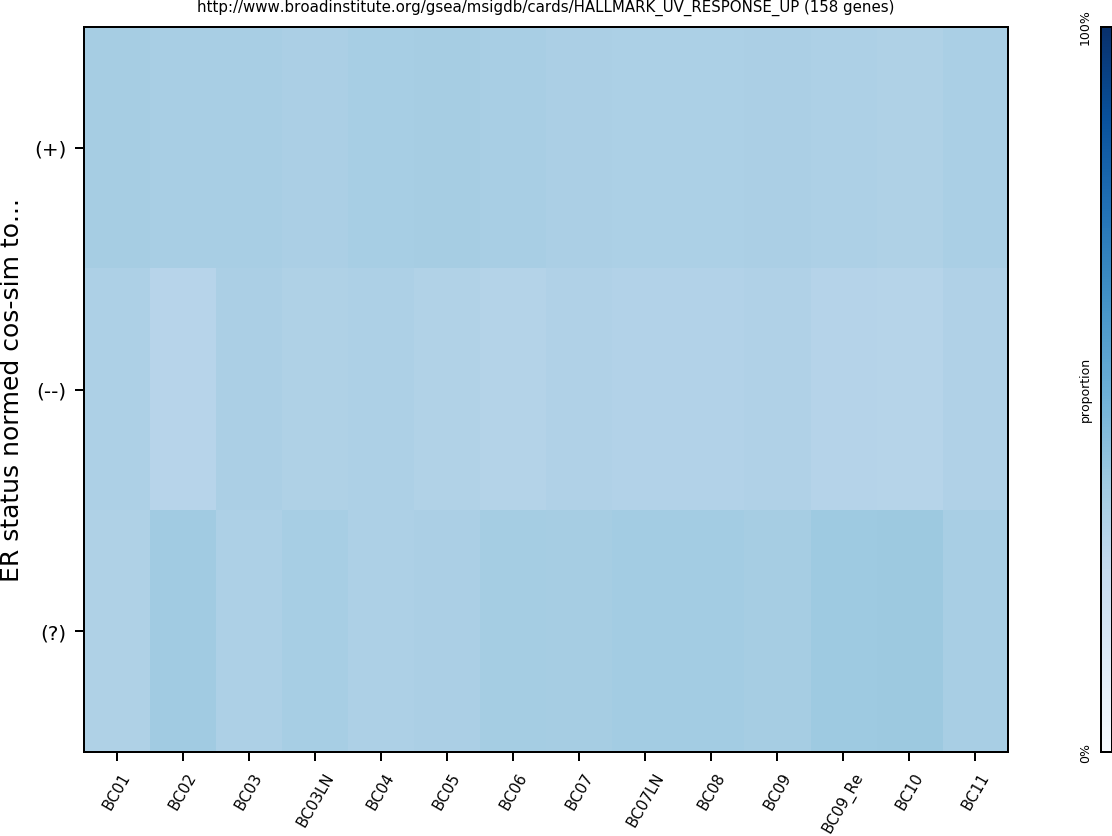 http://www.broadinstitute.org/gsea/msigdb/cards/HALLMARK_UV_RESPONSE_UP (158 genes)
ER status normed cos-sim to...
(+)
(--)
(?)
BC01
BC02
BC03
BC03LN
BC04
BC05
BC06
BC07
BC07LN
BC08
BC09
BC09_Re
BC10
BC11
100%
proportion
0%